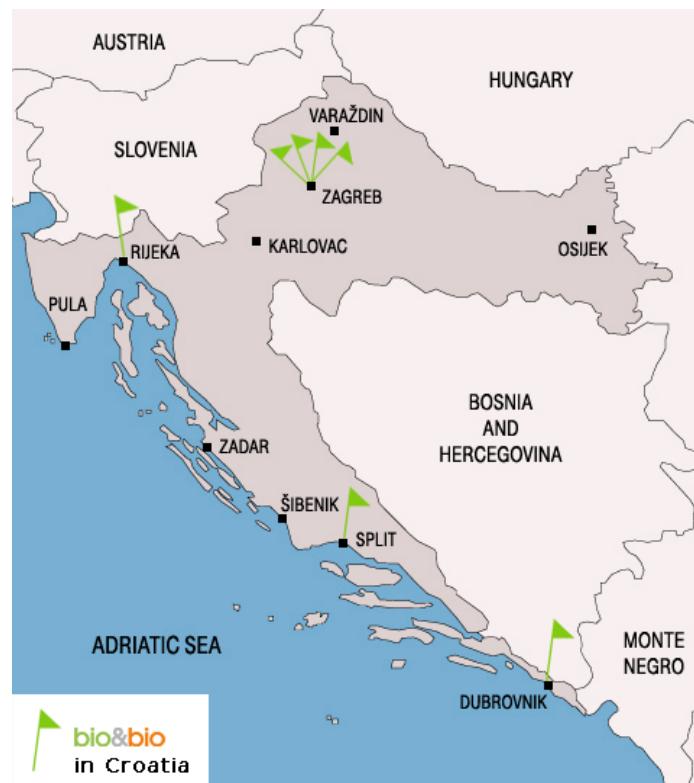 AUSTRIA
HUNGARY
VARAŽDIN
SLOVENIA
ZAGREB
RIJEKA
KARLOVAC
OSIJEK
PULA
BOSNIA
AND
HERCEGOVINA
ZADAR
ŠIBENIK
SPLIT
ADRIATIC SEA
MONTE
NEGRO
DUBROVNIK
bio&bio
in Croatia